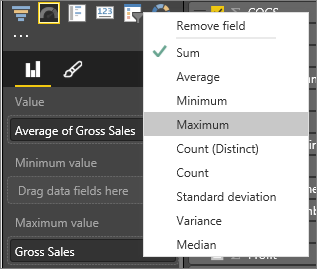 Remove field
COGS
Sum
...
Average
Minimum
Value
Maximum
Average of Gross Sales
Count (Distinct)
Minimum value
Count
Drag data fields here
Standard deviation
Maximum value
Variance
Gross Sales
Median
Profit